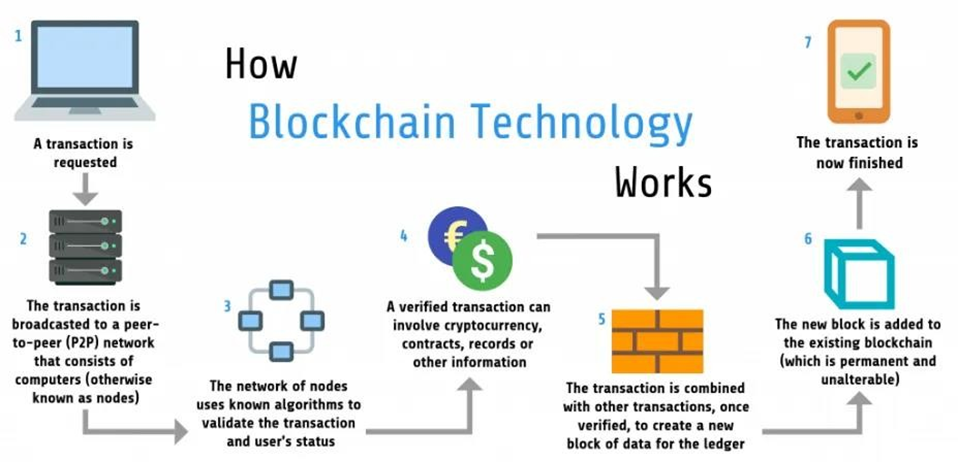 How
Blockchain Technology
Works
1
A transaction is
requested
2
The transaction is
broadcasted to a peer-
to-peer (P2P) network
that consists of
computers (otherwise
known as nodes)
3
The network of nodes
uses known algorithms to
validate the transaction
and user's status
4
€
$
A verified transaction can
involve cryptocurrency,
contracts, records or
other information
5
The transaction is combined
with other transactions, once
verified, to create a new
block of data for the ledger
6
The new block is added to
the existing blockchain
(which is permanent and
unalterable)
7
The transaction is
now finished